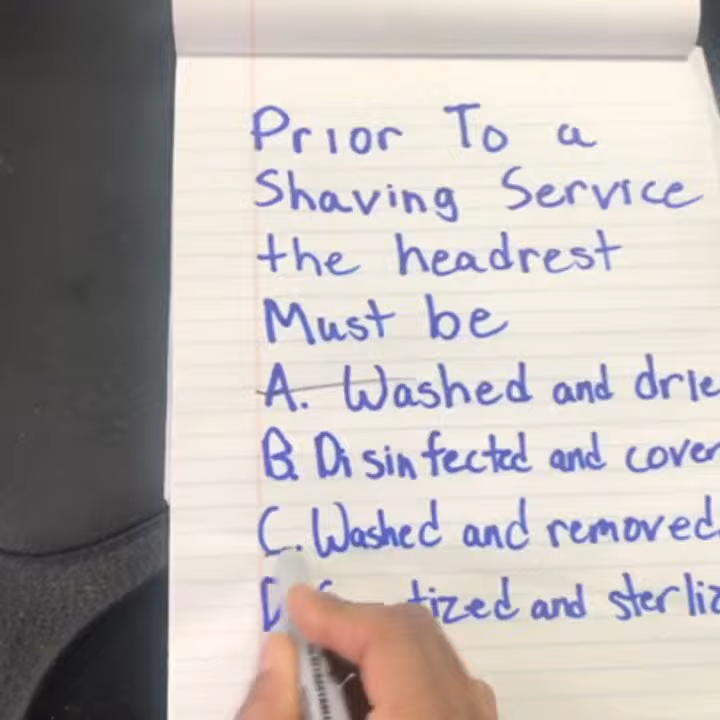 Prior To a
Shaving Service
the headrest
Must be
A. Washed and drie
B. Disinfected and cover
C. Washed and removed.
D. tized and sterliz